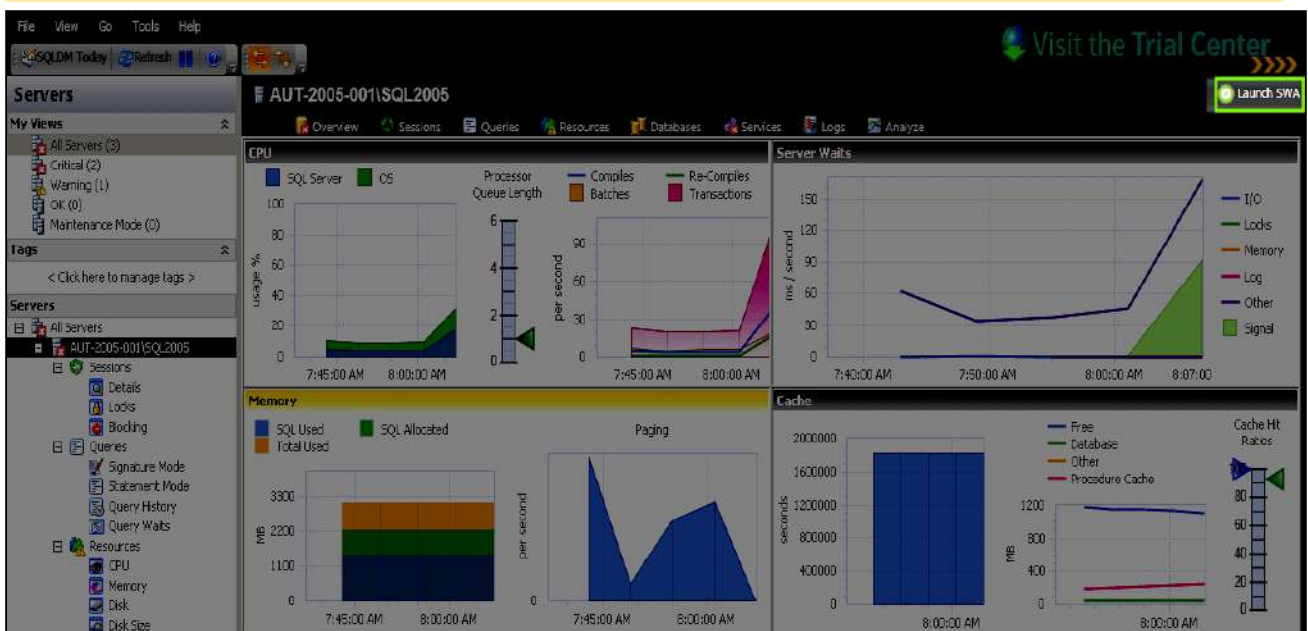 File View Go Tools Help
SQLDM Today Refresh
Visit the Trial Center
Launch SWA
Servers
My Views
All Servers (3)
Critical (2)
Warning (1)
OK (0)
Maintenance Mode (0)
Tags
< Click here to manage tags >
Servers
All Servers
AUT-2005-001\SQL2005
Sessions
Details
Locks
Blocking
Queries
Signature Mode
Statement Mode
Query History
Query Waits
Resources
CPU
Memory
Disk
Disk Size
AUT-2005-001\SQL2005
Overview Sessions Queries Resources Databases Services Logs Analyze
CPU
SQL Server OS
Processor Queue Length
Compiles Re-Compiles
Batches Transactions
100
80
60
40
20
0
usage %
7:45:00 AM 8:00:00 AM
6
4
2
0
90
60
30
0
per second
7:45:00 AM 8:00:00 AM
Server Waits
150
120
90
60
30
0
ms / second
7:40:00 AM 7:50:00 AM 8:00:00 AM 8:07:00
I/O
Locks
Memory
Log
Other
Signal
Memory
SQL Used SQL Allocated
Total Used
3300
2200
1100
0
MB
7:45:00 AM 8:00:00 AM
Paging
per second
0
7:45:00 AM 8:00:00 AM
Cache
2000000
1600000
1200000
800000
400000
0
seconds
8:00:00 AM
Free
Database
Other
Procedure Cache
1200
800
400
0
MB
8:00:00 AM
Cache Hit
Ratios
80
60
40
20
0